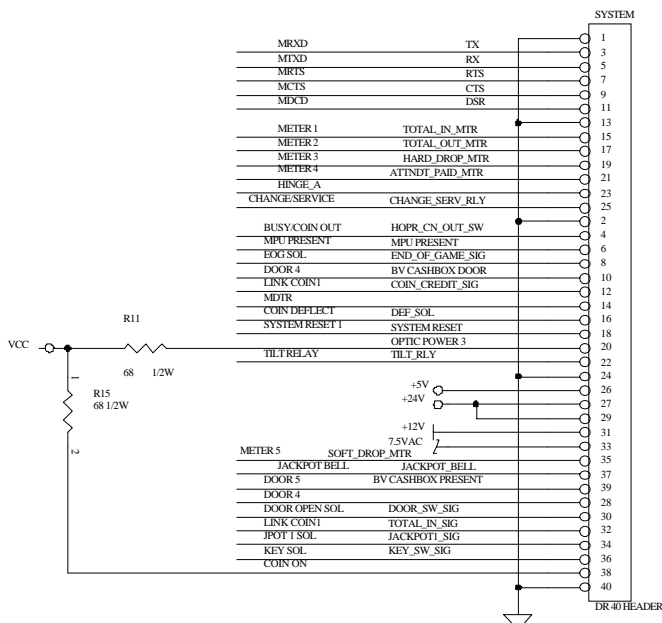 SYSTEM
1
MRXD TX 3
MTXD RX 5
MRTS RTS 7
MCTS CTS 9
MDCD DSR 11
13
METER 1 TOTAL_IN_MTR 15
METER 2 TOTAL_OUT_MTR 17
METER 3 HARD_DROP_MTR 19
METER 4 ATTNDT_PAID_MTR 21
HINGE_A 23
CHANGE/SERVICE CHANGE_SERV_RLY 25
2
BUSY/COIN OUT HOPR_CN_OUT_SW 4
MPU PRESENT MPU PRESENT 6
EOG SOL END_OF_GAME_SIG 8
DOOR 4 BV CASHBOX DOOR 10
LINK COIN1 COIN_CREDIT_SIG 12
MDTR 14
COIN DEFLECT DEF_SOL 16
SYSTEM RESET 1 SYSTEM RESET 18
R11
VCC
OPTIC POWER 3 20
68 1/2W
TILT RELAY TILT_RLY 22
24
1
+5V 26
R15
68 1/2W
+24V 27
29
+12V 31
2
7.5VAC 33
METER 5 SOFT_DROP_MTR 35
JACKPOT BELL JACKPOT_BELL 37
DOOR 5 BV CASHBOX PRESENT 39
DOOR 4 28
DOOR OPEN SOL DOOR_SW_SIG 30
LINK COIN1 TOTAL_IN_SIG 32
JPOT 1 SOL JACKPOT1_SIG 34
KEY SOL KEY_SW_SIG 36
COIN ON 38
40
DR 40 HEADER